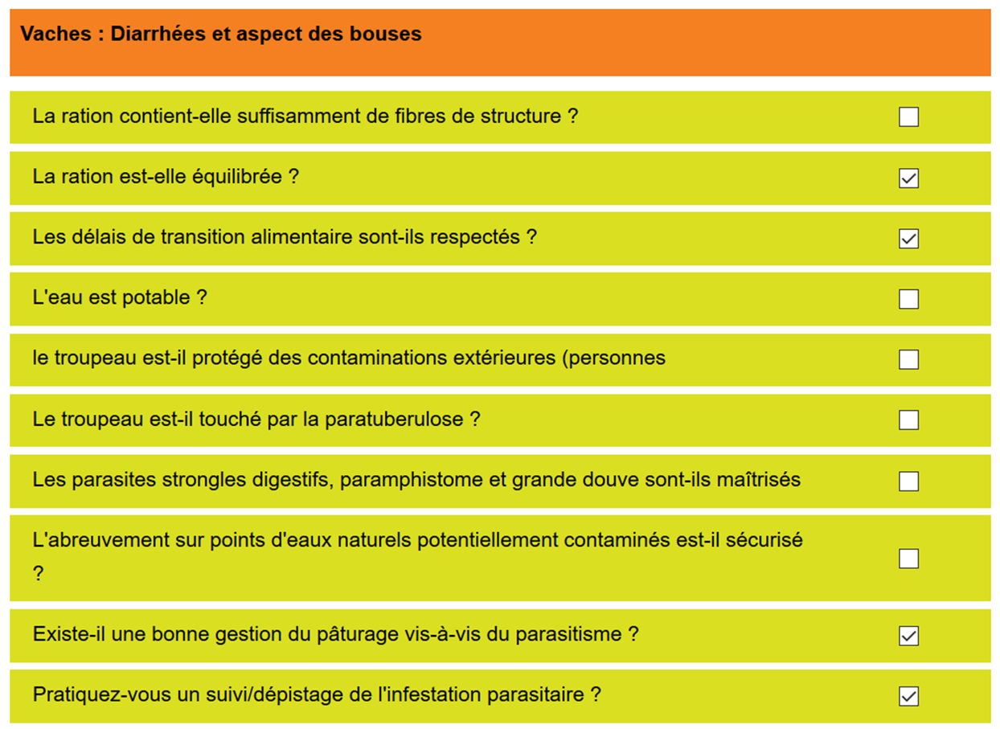 Vaches : Diarrhées et aspect des bouses
La ration contient-elle suffisamment de fibres de structure ?
La ration est-elle équilibrée ?
Les délais de transition alimentaire sont-ils respectés ?
L'eau est potable ?
le troupeau est-il protégé des contaminations extérieures (personnes
Le troupeau est-il touché par la paratuberulose ?
Les parasites strongles digestifs, paramphistome et grande douve sont-ils maîtrisés
L'abreuvement sur points d'eaux naturels potentiellement contaminés est-il sécurisé
?
Existe-il une bonne gestion du pâturage vis-à-vis du parasitisme ?
Pratiquez-vous un suivi/dépistage de l'infestation parasitaire ?